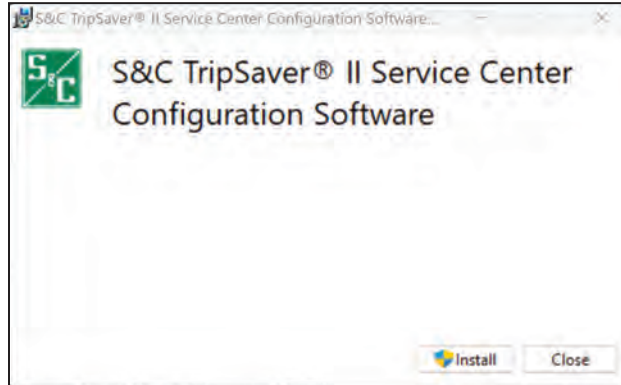 S&C TripSaver® II Service Center Configuration Software...
S&C
S&C TripSaver® II Service Center
Configuration Software
Install
Close